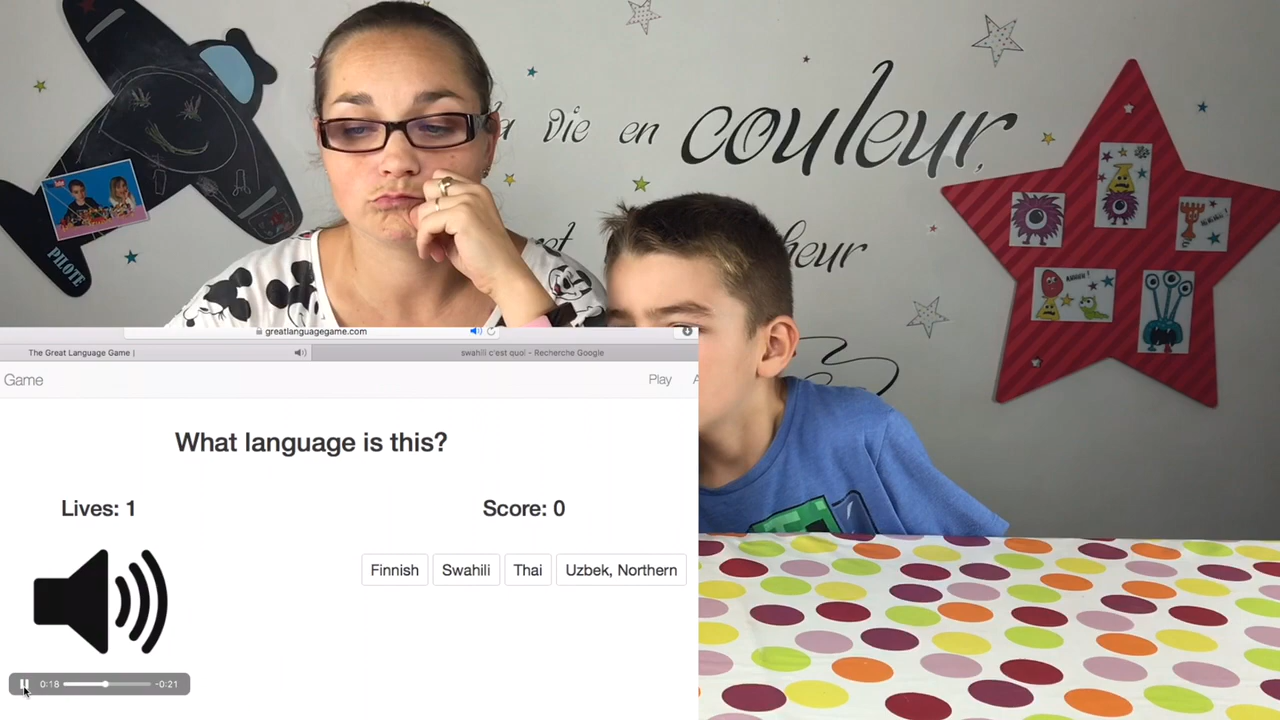 la vie en couleur,
PILOTE
greatlanguagegame.com
The Great Language Game |
swahili c'est quoi - Recherche Google
Game
Play
What language is this?
Lives: 1
Score: 0
Finnish
Swahili
Thai
Uzbek, Northern
0:18
-0:21